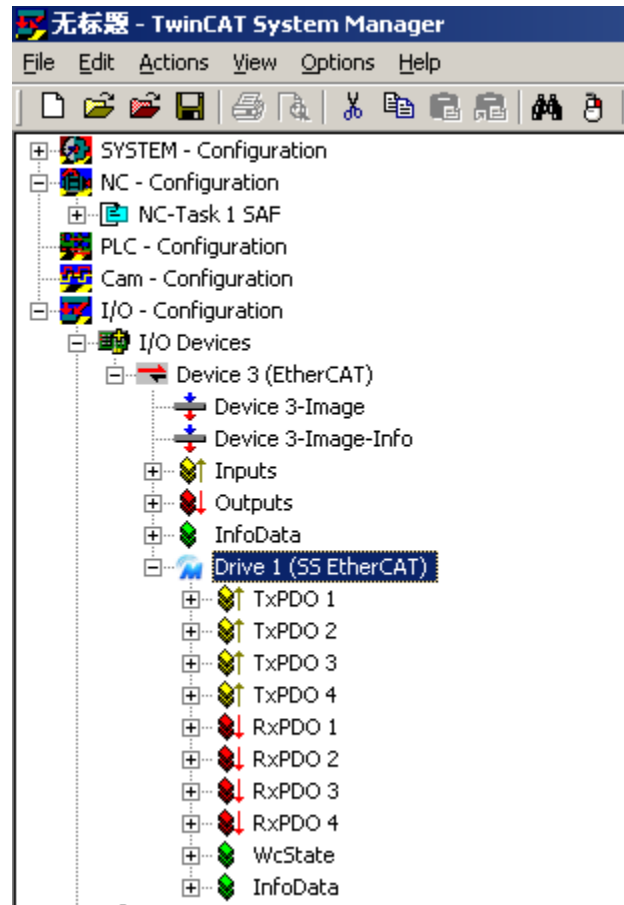 无标题 - TwinCAT System Manager
File Edit Actions View Options Help
SYSTEM - Configuration
NC - Configuration
NC-Task 1 SAF
PLC - Configuration
Cam - Configuration
I/O - Configuration
I/O Devices
Device 3 (EtherCAT)
Device 3-Image
Device 3-Image-Info
Inputs
Outputs
InfoData
Drive 1 (SS EtherCAT)
TxPDO 1
TxPDO 2
TxPDO 3
TxPDO 4
RxPDO 1
RxPDO 2
RxPDO 3
RxPDO 4
WcState
InfoData